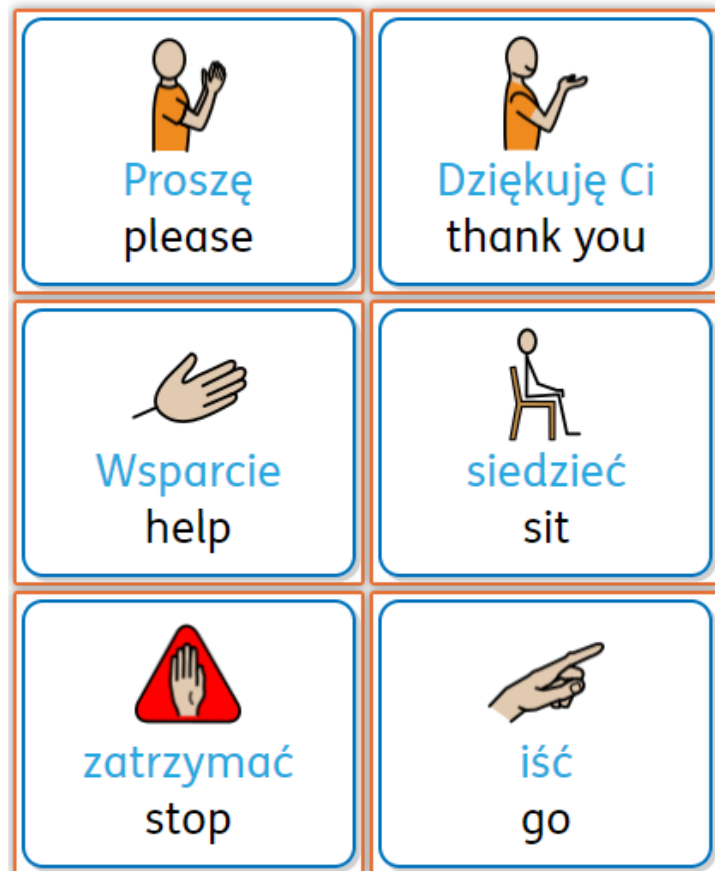 Proszę
please
Dziękuję Ci
thank you
Wsparcie
help
siedzieć
sit
zatrzymać
stop
iść
go